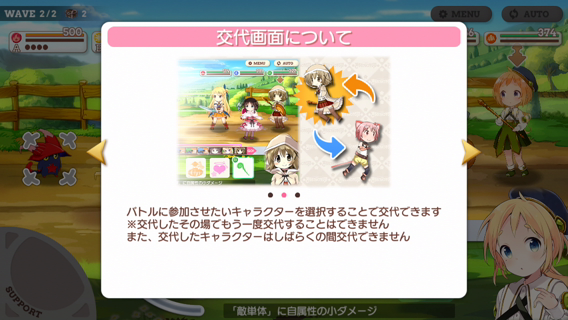 WAVE 2/2
2
MENU
AUTO
500
374
交代画面について
MENU
AUTO
バトルに参加させたいキャラクターを選択することで交代できます
※交代したその場でもう一度交代することはできません
また、交代したキャラクターはしばらくの間交代できません
SUPPORT
「敵単体」に自属性の小ダメージ